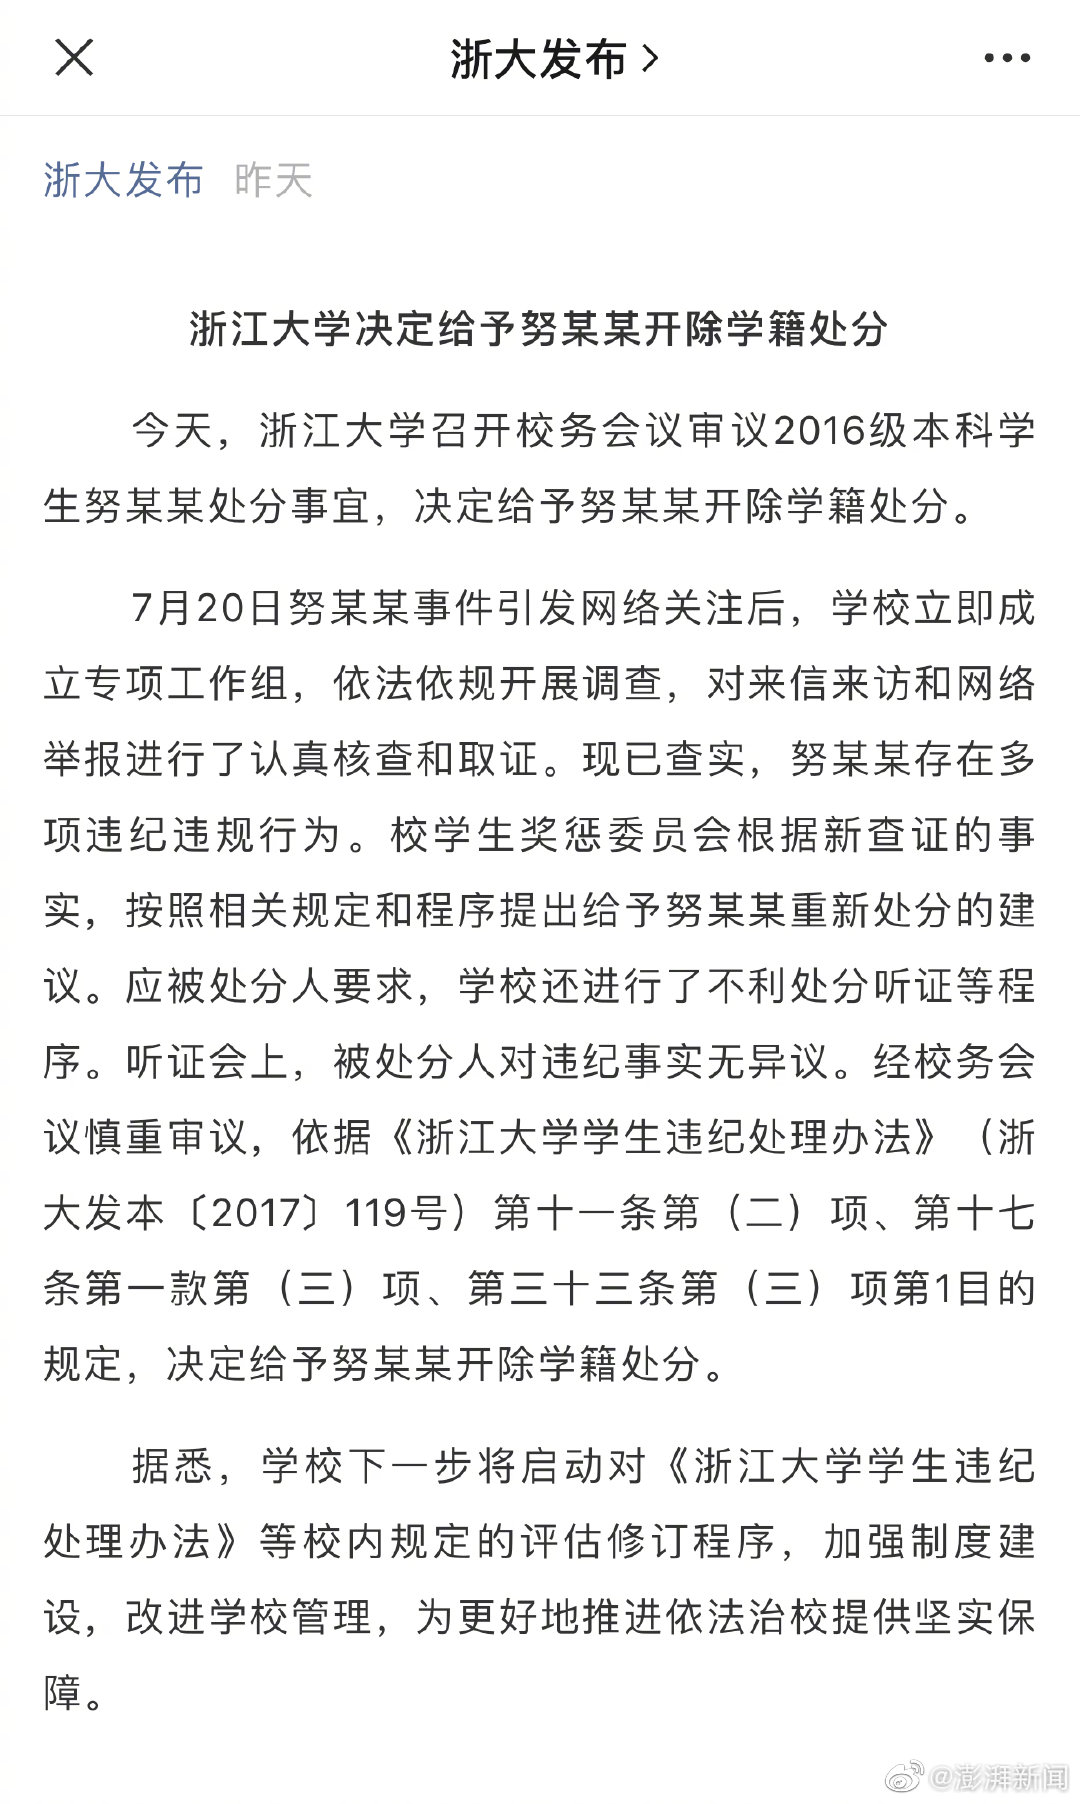 浙大发布
浙大发布 昨天
浙江大学决定给予努某某开除学籍处分
今天，浙江大学召开校务会议审议2016级本科学
生努某某处分事宜，决定给予努某某开除学籍处分。
7月20日努某某事件引发网络关注后，学校立即成
立专项工作组，依法依规开展调查，对来信来访和网络
举报进行了认真核查和取证。现已查实，努某某存在多
项违纪违规行为。校学生奖惩委员会根据新查证的事
实，按照相关规定和程序提出给予努某某重新处分的建
议。应被处分人要求，学校还进行了不利处分听证等程
序。听证会上，被处分人对违纪事实无异议。经校务会
议慎重审议，依据《浙江大学学生违纪处理办法》（浙
大发本〔2017〕119号）第十一条第（二）项、第十七
条第一款第（三）项、第三十三条第（三）项第1目的
规定，决定给予努某某开除学籍处分。
据悉，学校下一步将启动对《浙江大学学生违纪
处理办法》等校内规定的评估修订程序，加强制度建
设，改进学校管理，为更好地推进依法治校提供坚实保
障。
@澎湃新闻